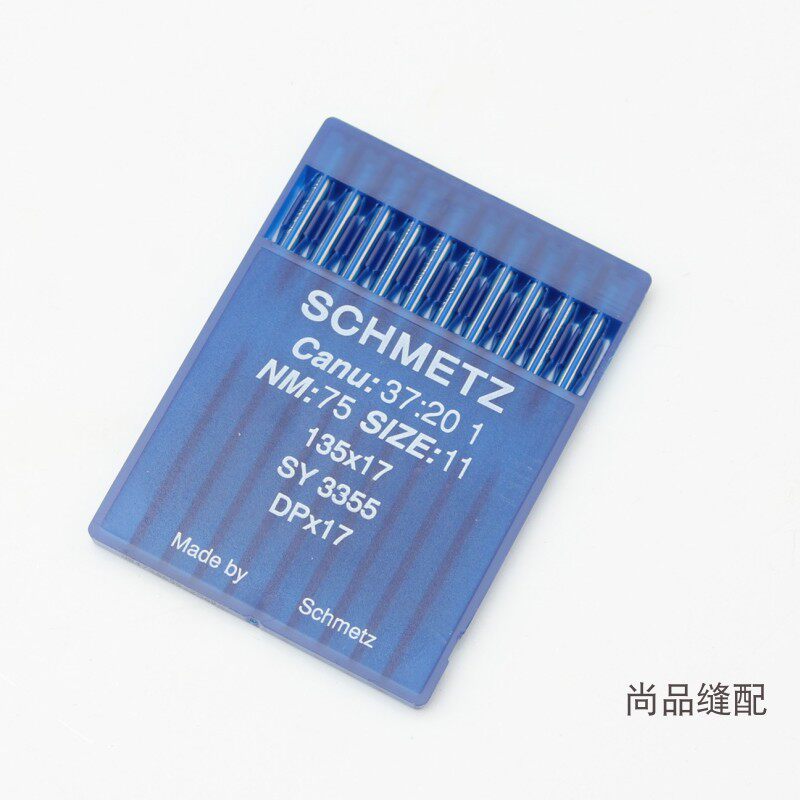 SCHMETZ
Canu: 37:20 1
NM:75 SIZE:11
135x17
SY 3355
DPx17
Made by
Schmetz
尚品缝配